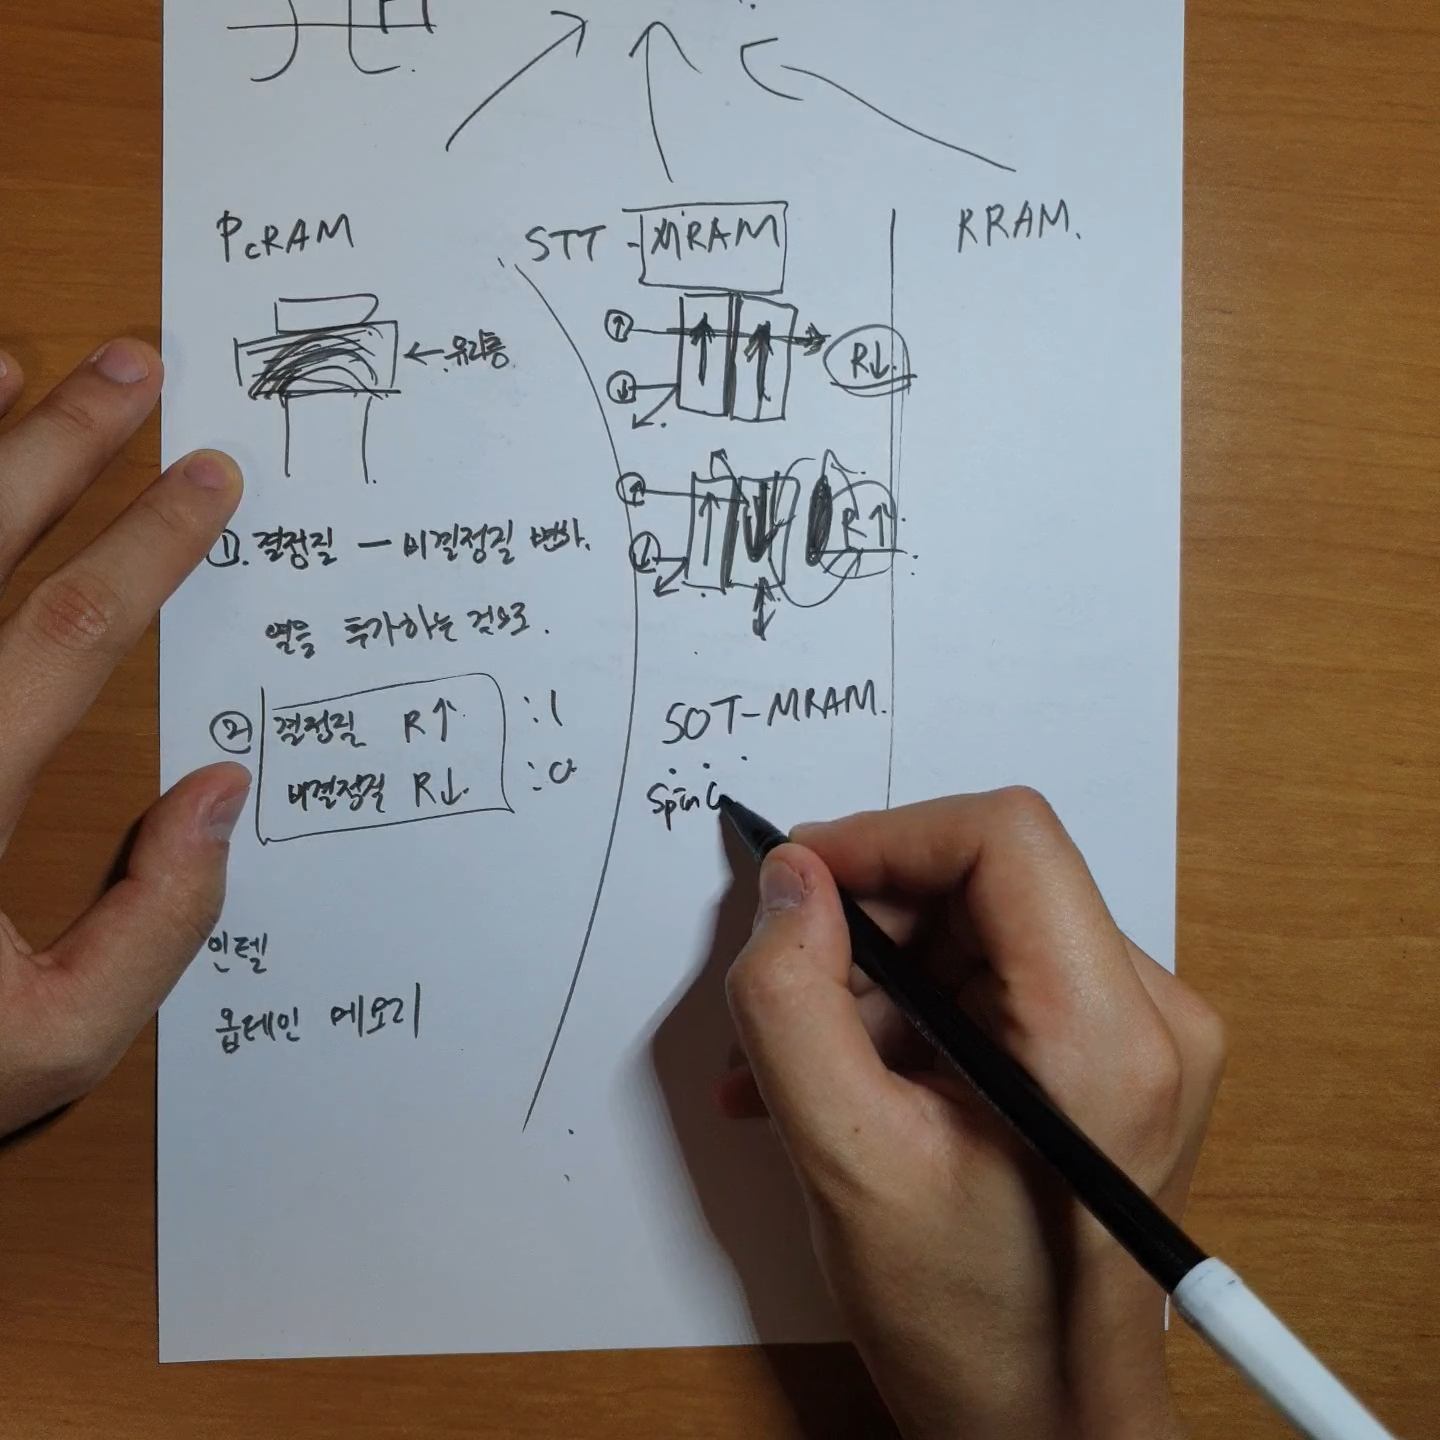 PcRAM
STT - MRAM
RRAM.
← 유리통
↑
↓
R↓.
↑
↓
R↑
①. 결정질 — 비결정질 변화.
열을 투가하는 것으로.
② 결정질 R↑ : 1
비결정질 R↓. : 0
SOT-MRAM.
Spin
인텔
옵테인 메모리